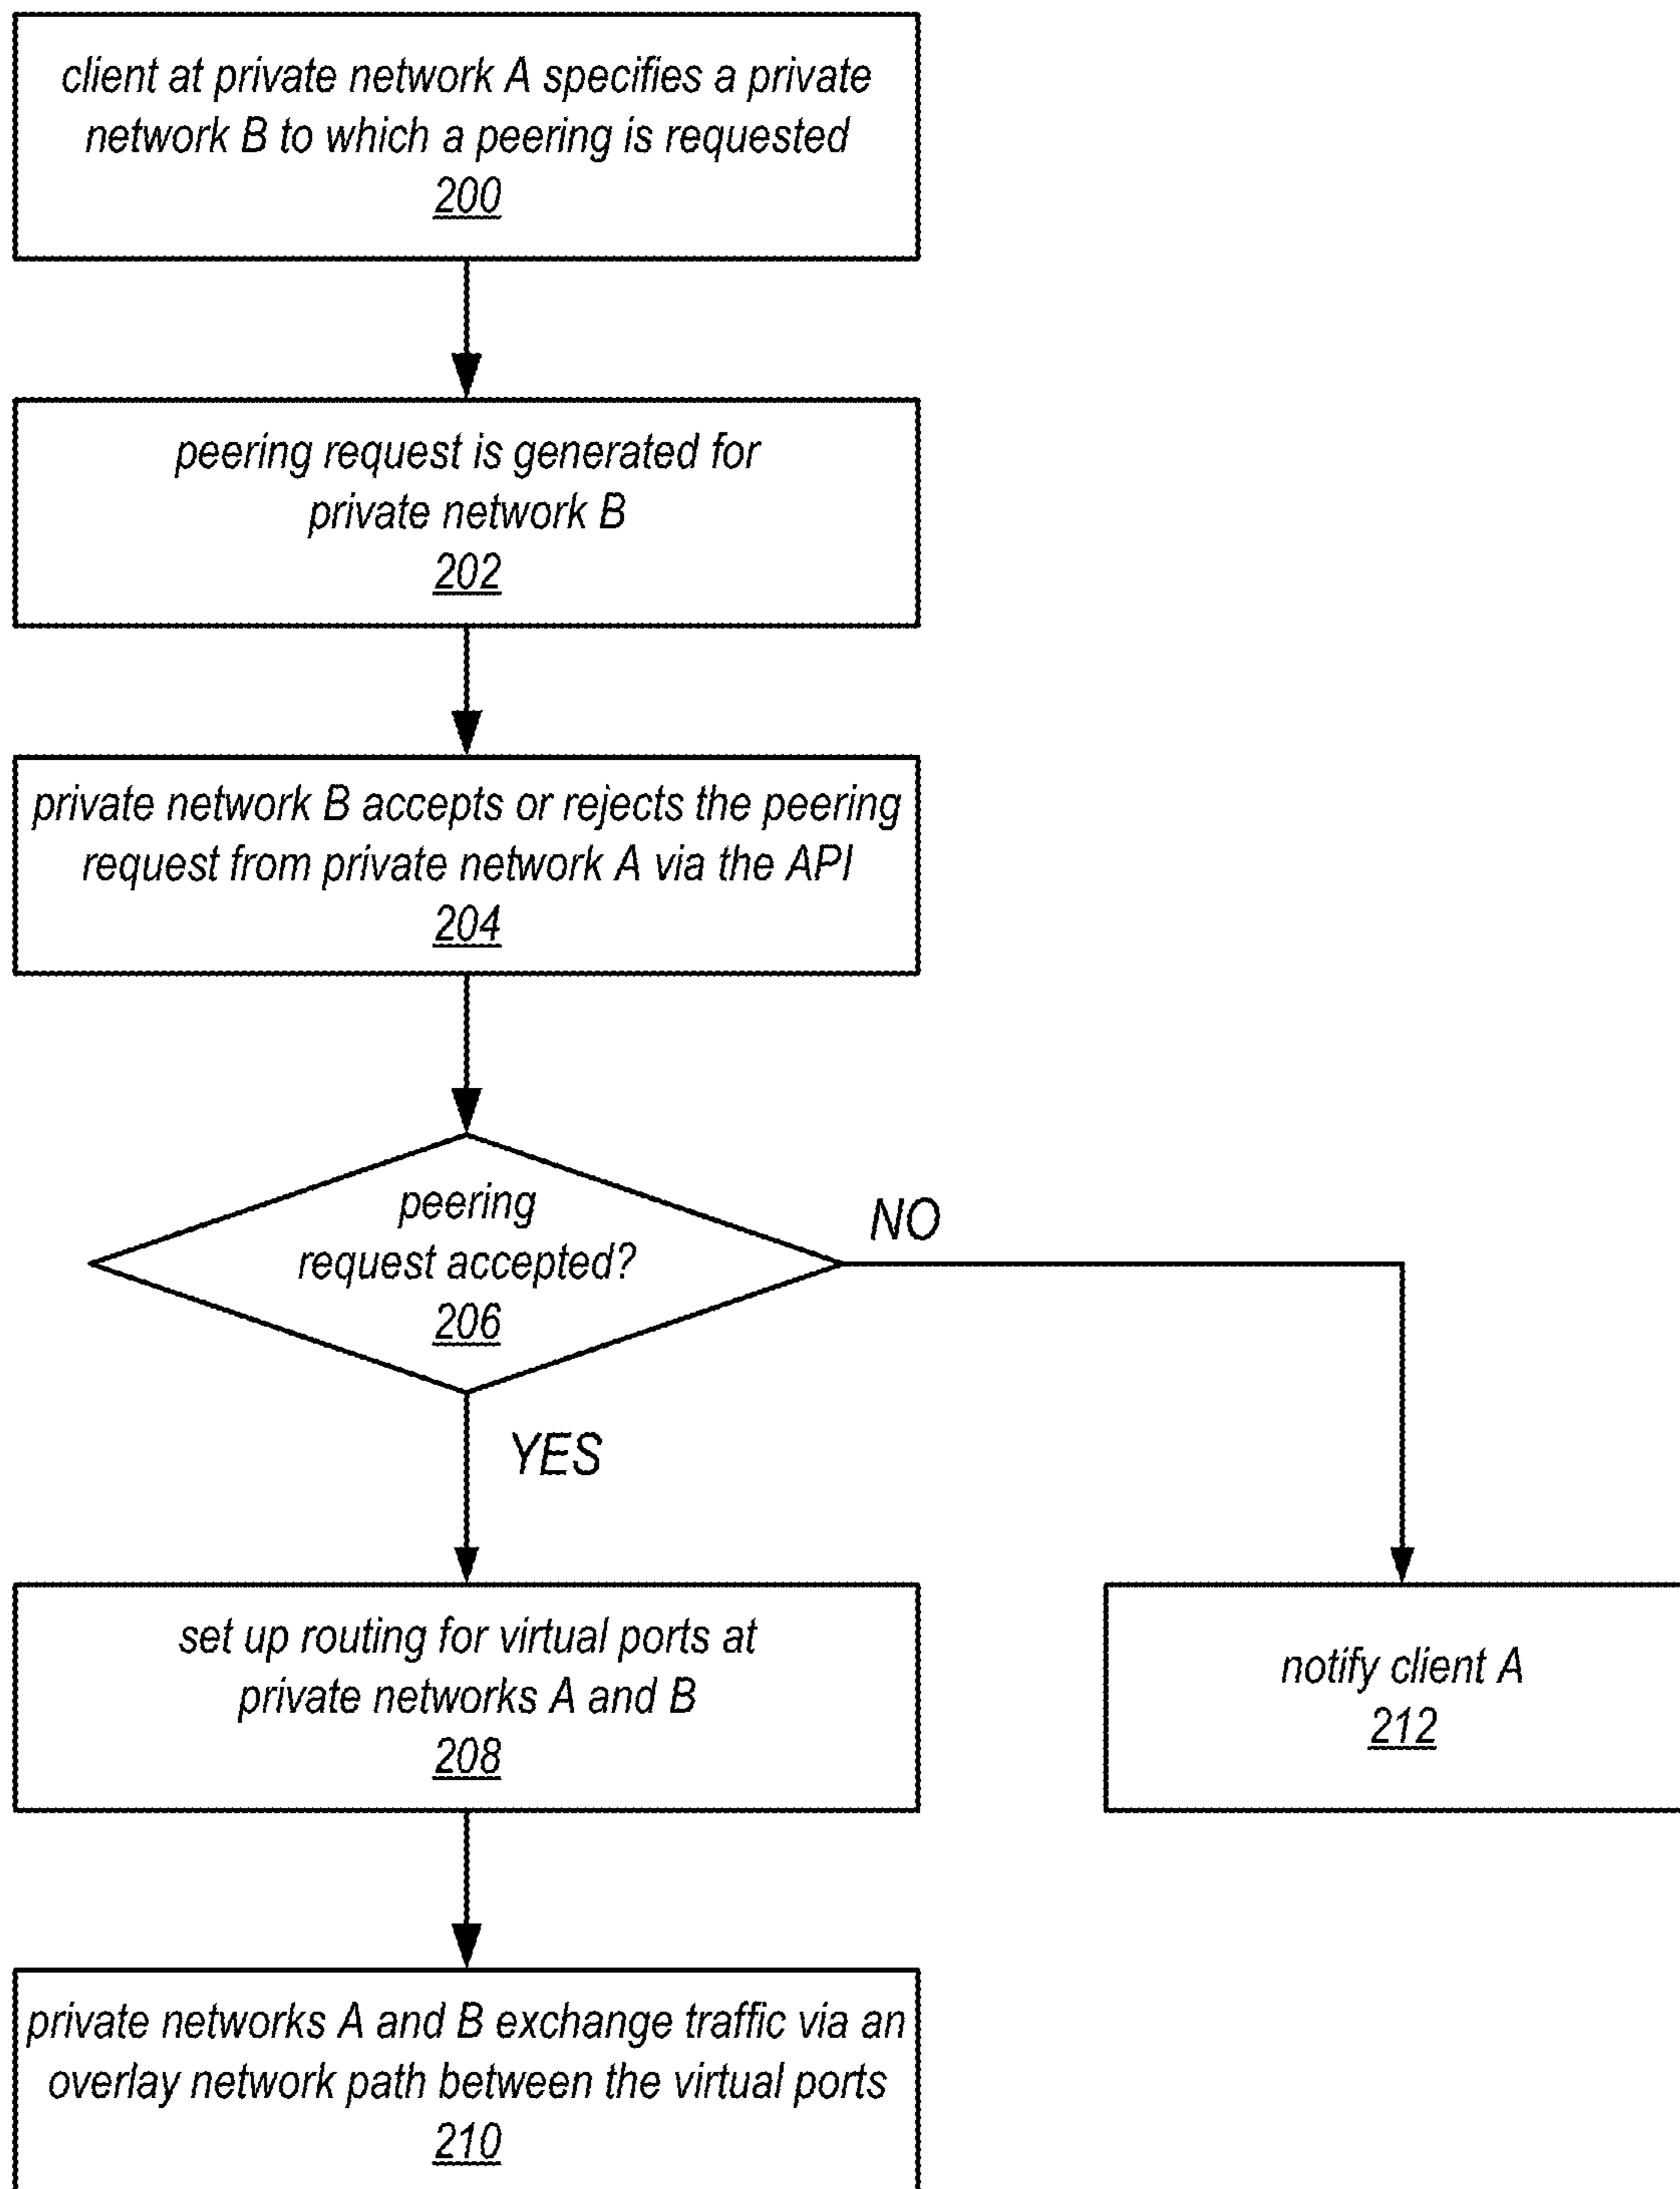 client at private network A specifies a private
network B to which a peering is requested
200
peering request is generated for
private network B
202
private network B accepts or rejects the peering
request from private network A via the API
204
peering
request accepted?
206
NO
YES
set up routing for virtual ports at
private networks A and B
208
notify client A
212
private networks A and B exchange traffic via an
overlay network path between the virtual ports
210